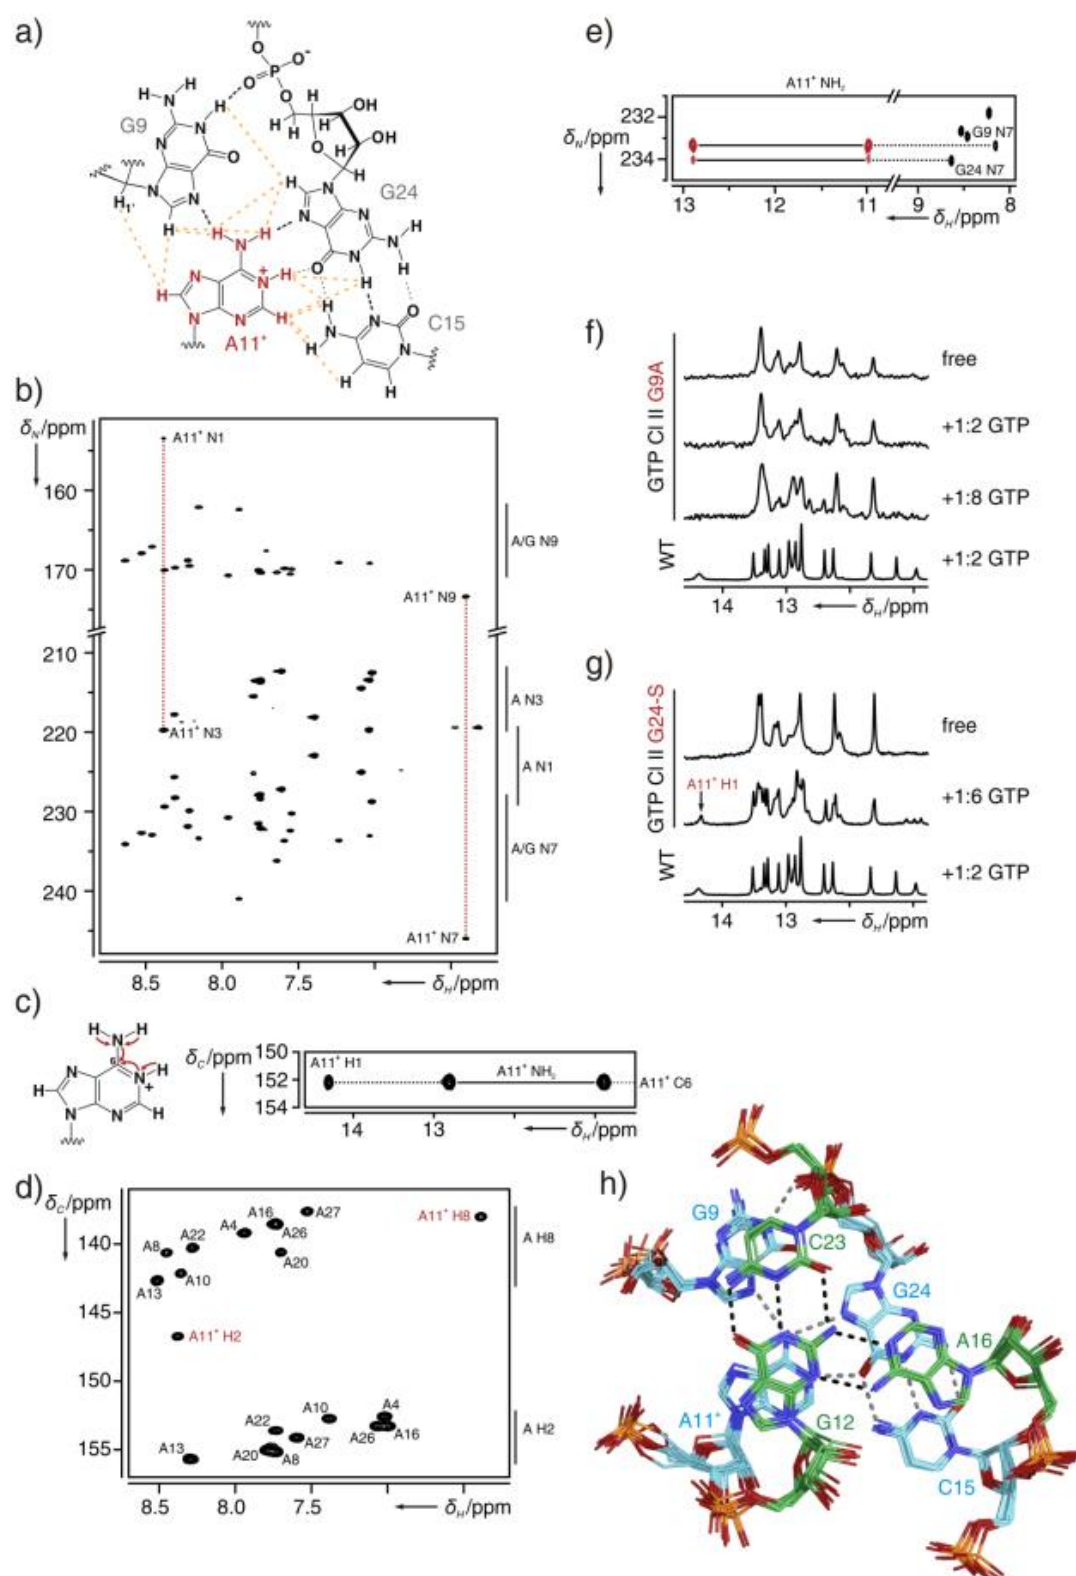 a)
O
O⁻
P
O
O
H
N-H
N
H
H
H
OH
OH
G9
N
N
O
O
H
H
G24
N
N
N
H₁'
H
H
H
N
N
O
N
N-H
H
H
N
N
N⁺
H
H
H
N
H
N
H
O
N
C15
A11⁺
H
H
b)
δN/ppm
A11⁺ N1
160
A/G N9
170
A11⁺ N9
210
A N3
220
A11⁺ N3
A N1
230
A/G N7
240
A11⁺ N7
8.5 8.0 7.5 δH/ppm
c)
H H
N
6
N N H
H
N N H
δC/ppm
150
152
154
A11⁺ H1
A11⁺ NH₂
A11⁺ C6
14 13 δH/ppm
d)
δC/ppm
A16 A27
A11⁺ H8
A22 A4
A8 A26
140
A20
A10
A13
A H8
145
A11⁺ H2
150
A10 A4
A22
A26 A16
A13 A27
A20 A8
155
A H2
8.5 8.0 7.5 δH/ppm
e)
A11⁺ NH₂
δN/ppm
232
G9 N7
234
G24 N7
13 12 11 9 8
δH/ppm
f)
GTP Cl II G9A
free
+1:2 GTP
+1:8 GTP
WT
+1:2 GTP
14 13 δH/ppm
g)
GTP Cl II G24-S
free
A11⁺ H1
+1:6 GTP
WT
+1:2 GTP
14 13 δH/ppm
h)
G9
C23
G24
A16
A11⁺
G12
C15